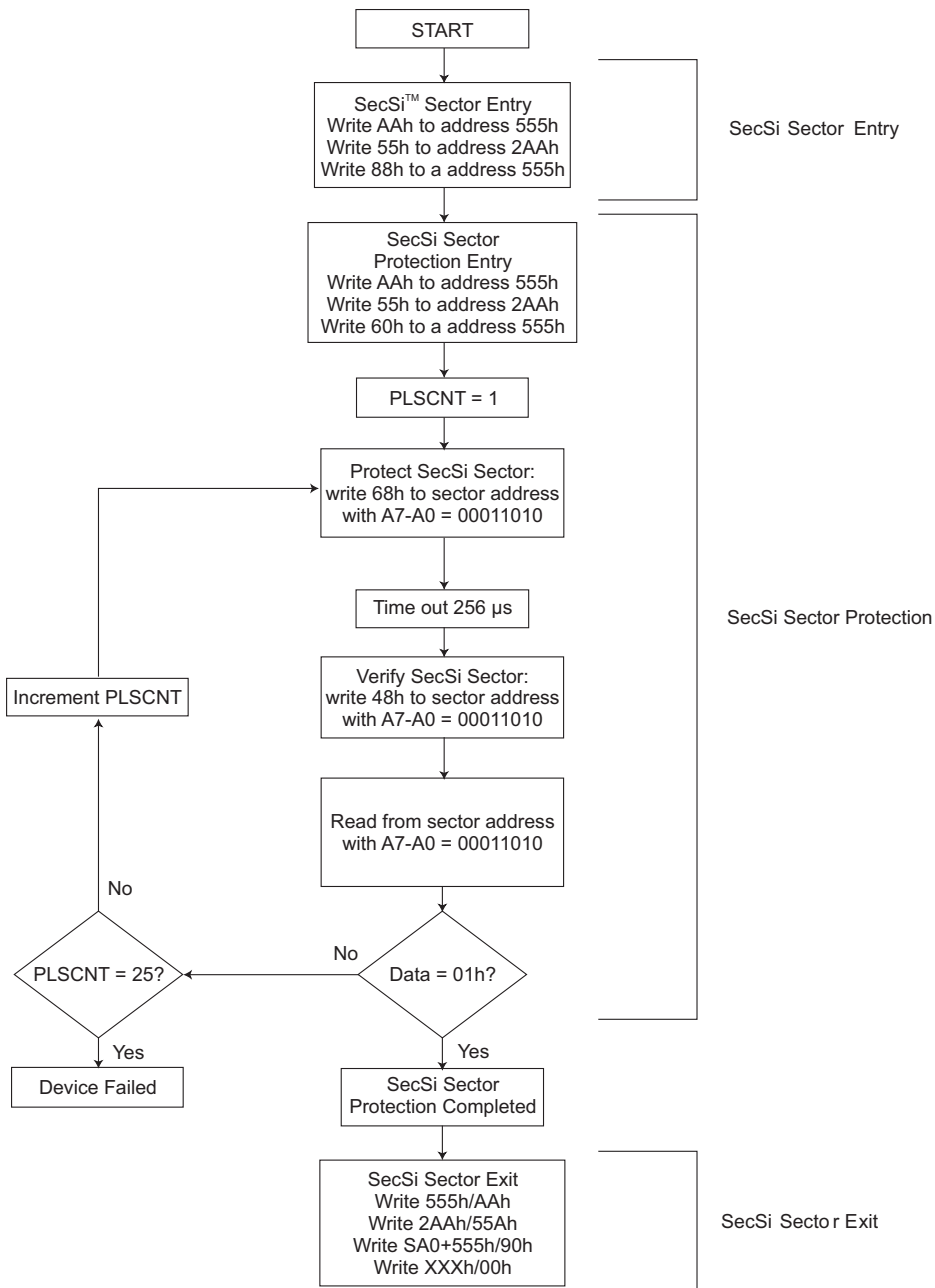 START
SecSi™ Sector Entry
Write AAh to address 555h
Write 55h to address 2AAh
Write 88h to a address 555h
SecSi Sector Entry
SecSi Sector
Protection Entry
Write AAh to address 555h
Write 55h to address 2AAh
Write 60h to a address 555h
PLSCNT = 1
Protect SecSi Sector:
write 68h to sector address
with A7-A0 = 00011010
Time out 256 µs
SecSi Sector Protection
Verify SecSi Sector:
write 48h to sector address
with A7-A0 = 00011010
Increment PLSCNT
Read from sector address
with A7-A0 = 00011010
No
No
PLSCNT = 25?
Data = 01h?
Yes
Yes
Device Failed
SecSi Sector
Protection Completed
SecSi Sector Exit
Write 555h/AAh
Write 2AAh/55Ah
Write SA0+555h/90h
Write XXXh/00h
SecSi Sector Exit